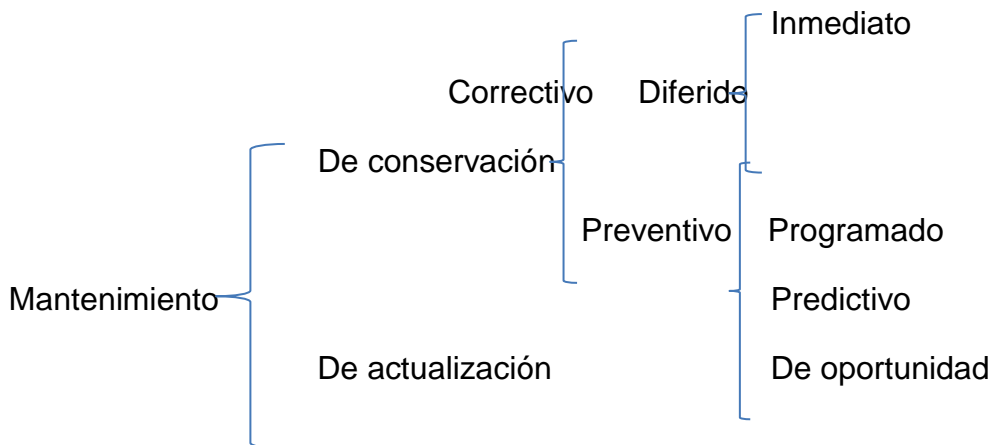 Inmediato
Correctivo Diferido
De conservación
Preventivo Programado
Mantenimiento Predictivo
De actualización De oportunidad